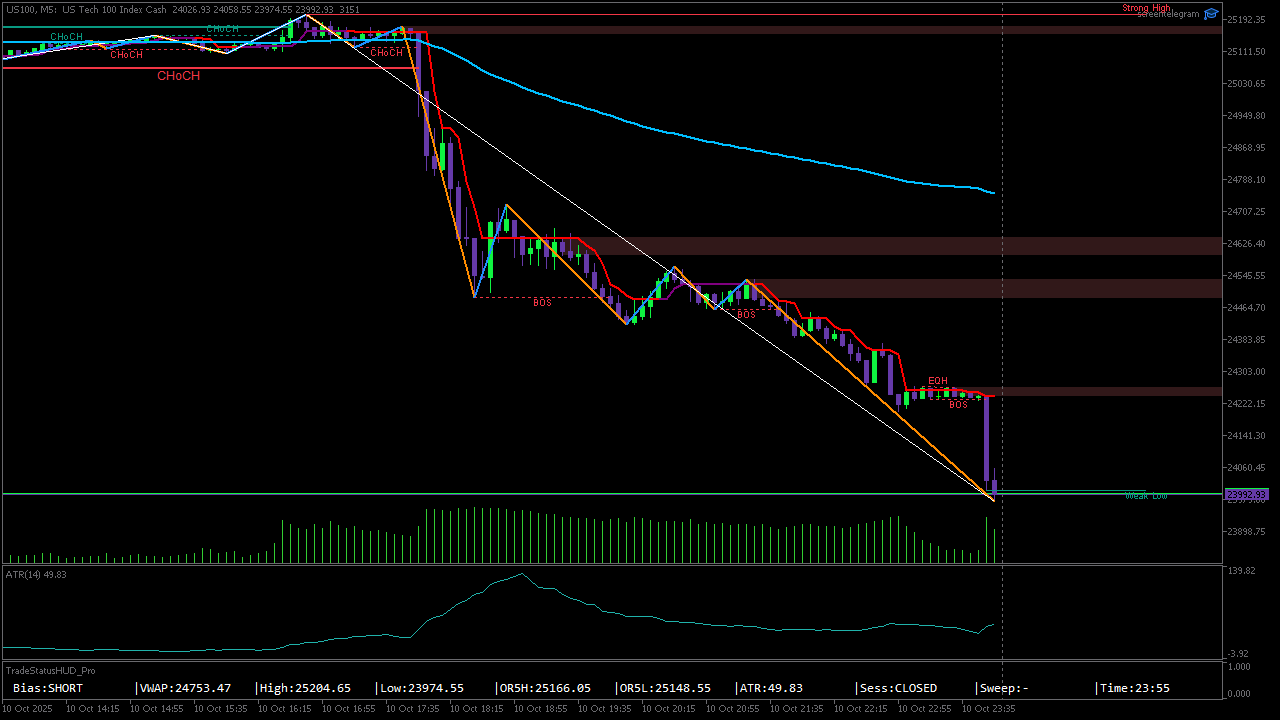 US100, M5: US Tech 100 Index Cash 24026.93 24058.55 23974.55 23992.93 3151
Strong High
screentelegram
25192.35
CHoCH
CHoCH
CHoCH
CHoCH
25111.50
CHoCH
25030.65
24949.80
24868.95
24788.10
24707.25
24626.40
24545.55
BOS
24464.70
BOS
24383.85
24303.00
EQH
BOS
24222.15
24141.30
24060.45
Weak Low
23992.93
23898.75
ATR(14) 49.83
139.82
-3.92
TradeStatusHUD_Pro
1.000
Bias:SHORT
VWAP:24753.47
High:25204.65
Low:23974.55
OR5H:25166.05
OR5L:25148.55
ATR:49.83
Sess:CLOSED
Sweep:-
Time:23:55
0.000
10 Oct 2025
10 Oct 14:15
10 Oct 14:55
10 Oct 15:35
10 Oct 16:15
10 Oct 16:55
10 Oct 17:35
10 Oct 18:15
10 Oct 18:55
10 Oct 19:35
10 Oct 20:15
10 Oct 20:55
10 Oct 21:35
10 Oct 22:15
10 Oct 22:55
10 Oct 23:35